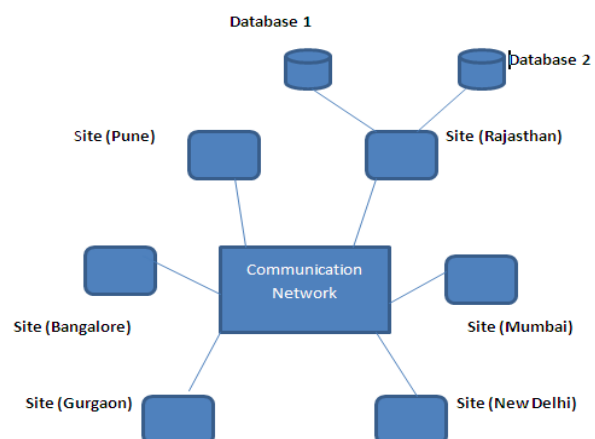 Database 1
Database 2
Site (Pune)
Site (Rajasthan)
Communication
Network
Site (Bangalore)
Site (Mumbai)
Site (Gurgaon)
Site (New Delhi)